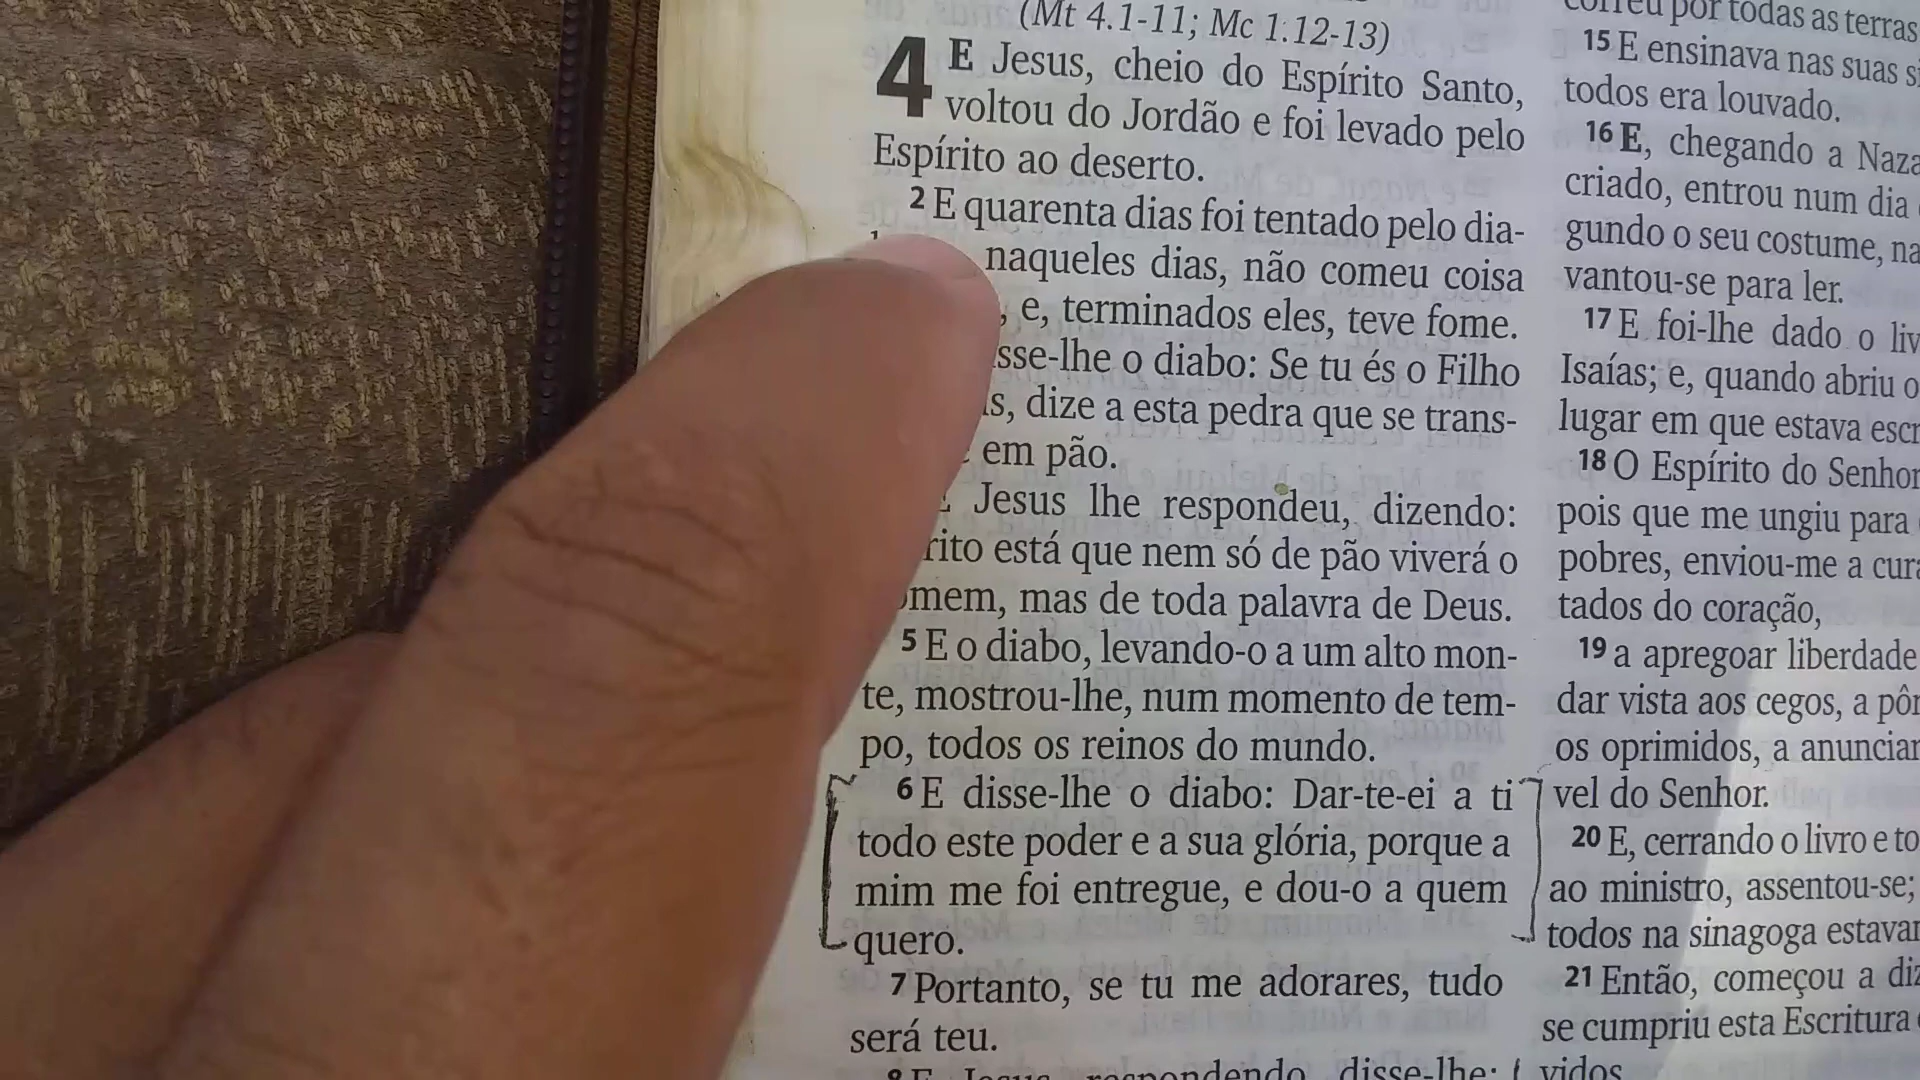 (Mt 4.1-11; Mc 1.12-13)
4 E Jesus, cheio do Espírito Santo,
voltou do Jordão e foi levado pelo
Espírito ao deserto.
2 E quarenta dias foi tentado pelo dia-
naqueles dias, não comeu coisa
, e, terminados eles, teve fome.
sse-lhe o diabo: Se tu és o Filho
s, dize a esta pedra que se trans-
em pão.
Jesus lhe respondeu, dizendo:
rito está que nem só de pão viverá o
mem, mas de toda palavra de Deus.
5 E o diabo, levando-o a um alto mon-
te, mostrou-lhe, num momento de tem-
po, todos os reinos do mundo.
6 E disse-lhe o diabo: Dar-te-ei a ti
todo este poder e a sua glória, porque a
mim me foi entregue, e dou-o a quem
quero.
7 Portanto, se tu me adorares, tudo
será teu.
8 E Jesus respondendo disse-lhe:
correu por todas as terras
15 E ensinava nas suas s
todos era louvado.
16 E, chegando a Naza
criado, entrou num dia
gundo o seu costume, na
vantou-se para ler.
17 E foi-lhe dado o liv
Isaías; e, quando abriu o
lugar em que estava escr
18 O Espírito do Senhor
pois que me ungiu para
pobres, enviou-me a cura
tados do coração,
19 a apregoar liberdade
dar vista aos cegos, a pôr
os oprimidos, a anunciar
vel do Senhor.
20 E, cerrando o livro e to
ao ministro, assentou-se;
todos na sinagoga estavam
21 Então, começou a diz
se cumpriu esta Escritura
vidos